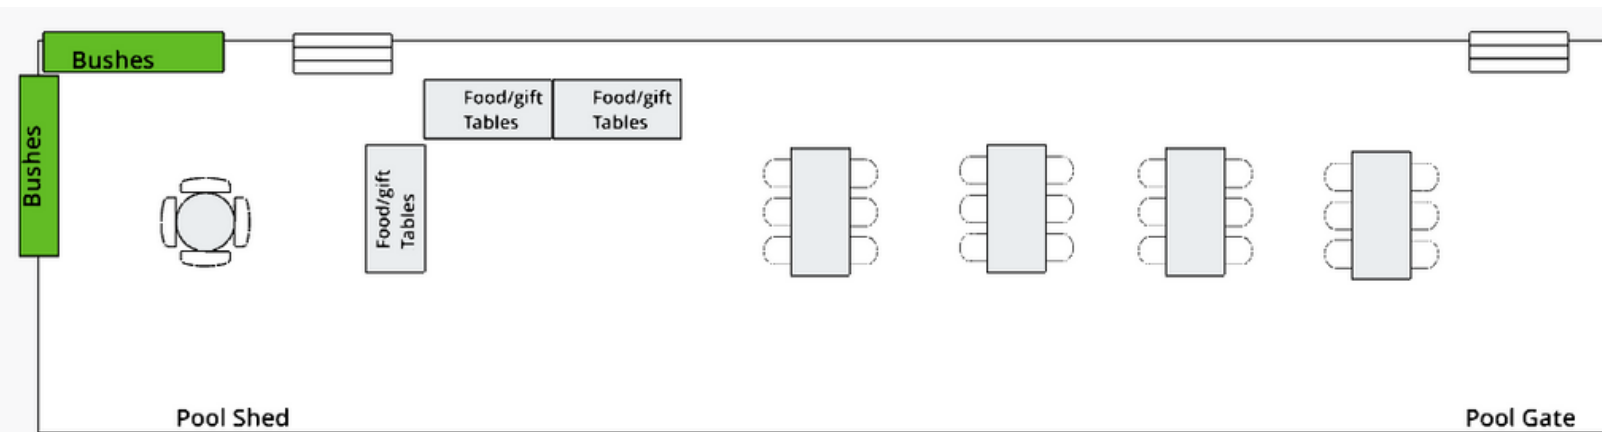 Bushes
Bushes
Food/gift
Tables
Food/gift
Tables
Food/gift
Tables
Pool Shed
Pool Gate